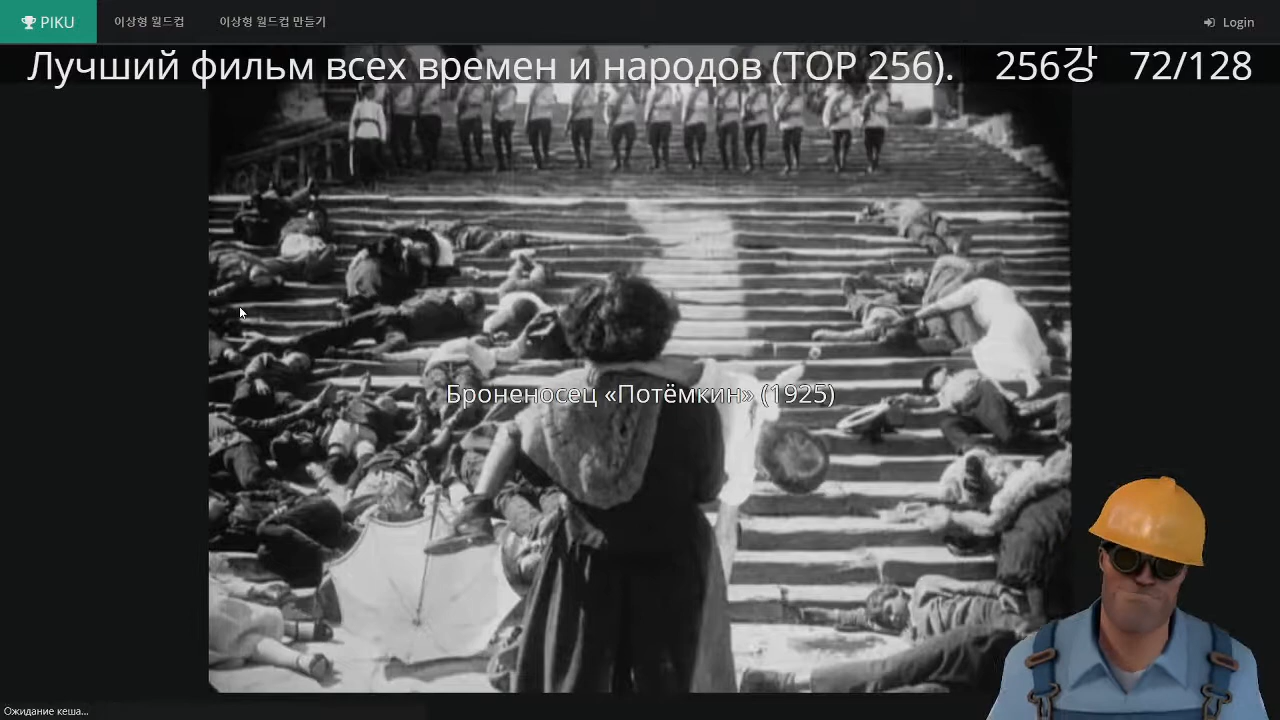 PIKU 이상형 월드컵 이상형 월드컵 만들기 Login
Лучший фильм всех времен и народов (TOP 256). 256강 72/128
Броненосец «Потёмкин» (1925)
Ожидание кеша...